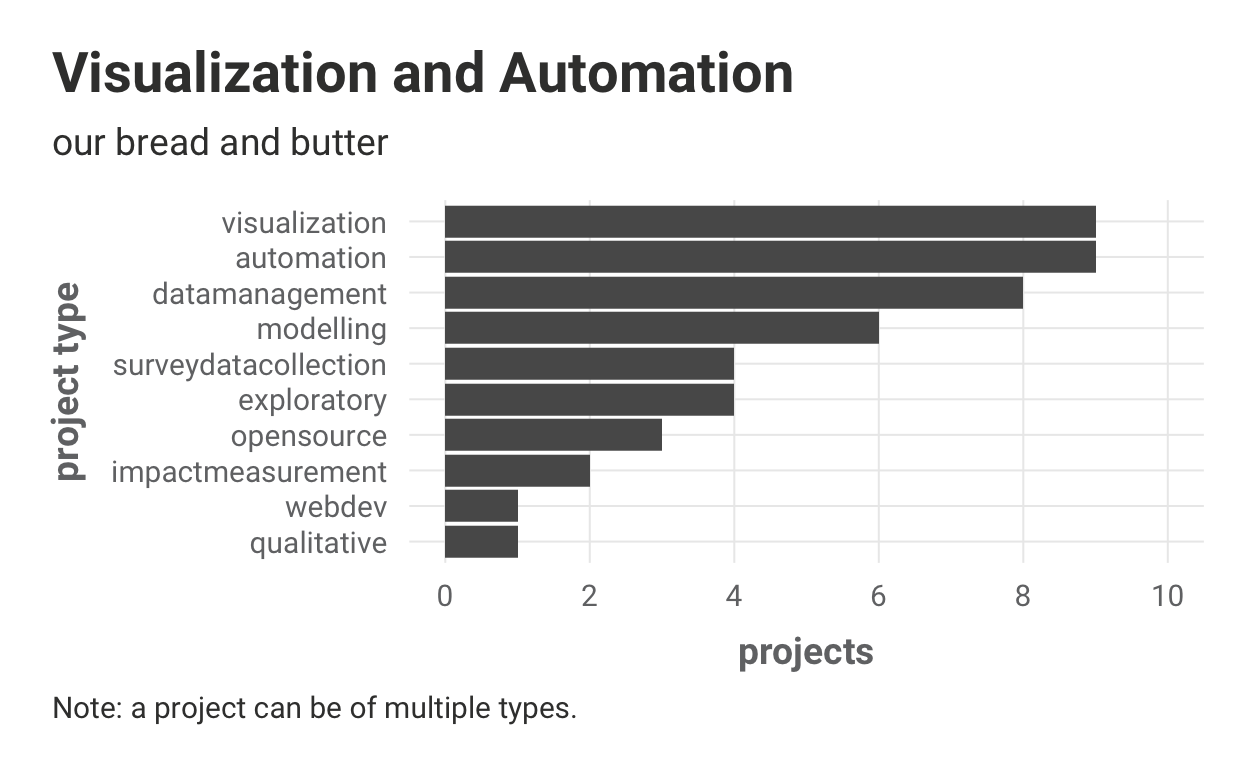 Visualization and Automation
our bread and butter
project type
visualization
automation
datamanagement
modelling
surveydatacollection
exploratory
opensource
impactmeasurement
webdev
qualitative
0 2 4 6 8 10
projects
Note: a project can be of multiple types.